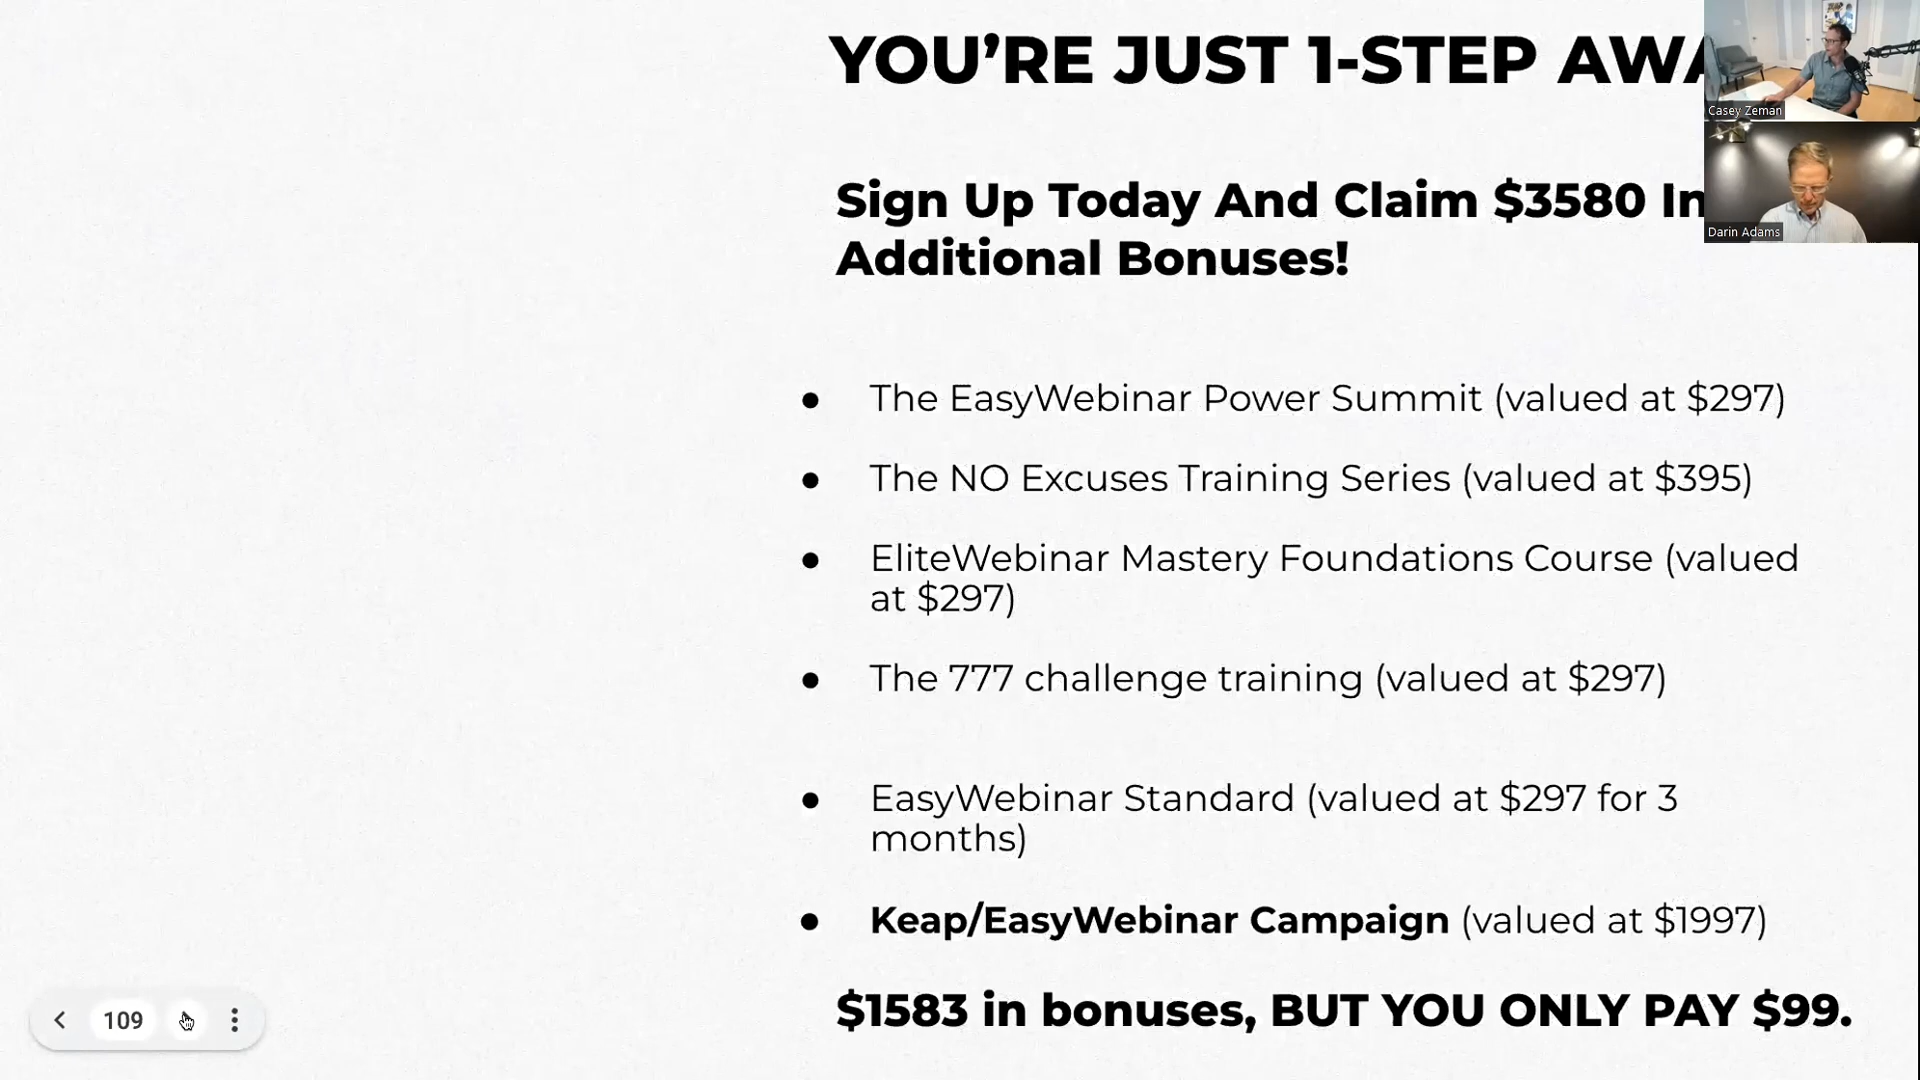 YOU’RE JUST 1-STEP AWA
Casey Zeman
Sign Up Today And Claim $3580 In
Additional Bonuses!
Darin Adams
● The EasyWebinar Power Summit (valued at $297)
● The NO Excuses Training Series (valued at $395)
● EliteWebinar Mastery Foundations Course (valued
at $297)
● The 777 challenge training (valued at $297)
● EasyWebinar Standard (valued at $297 for 3
months)
● Keap/EasyWebinar Campaign (valued at $1997)
$1583 in bonuses, BUT YOU ONLY PAY $99.
109